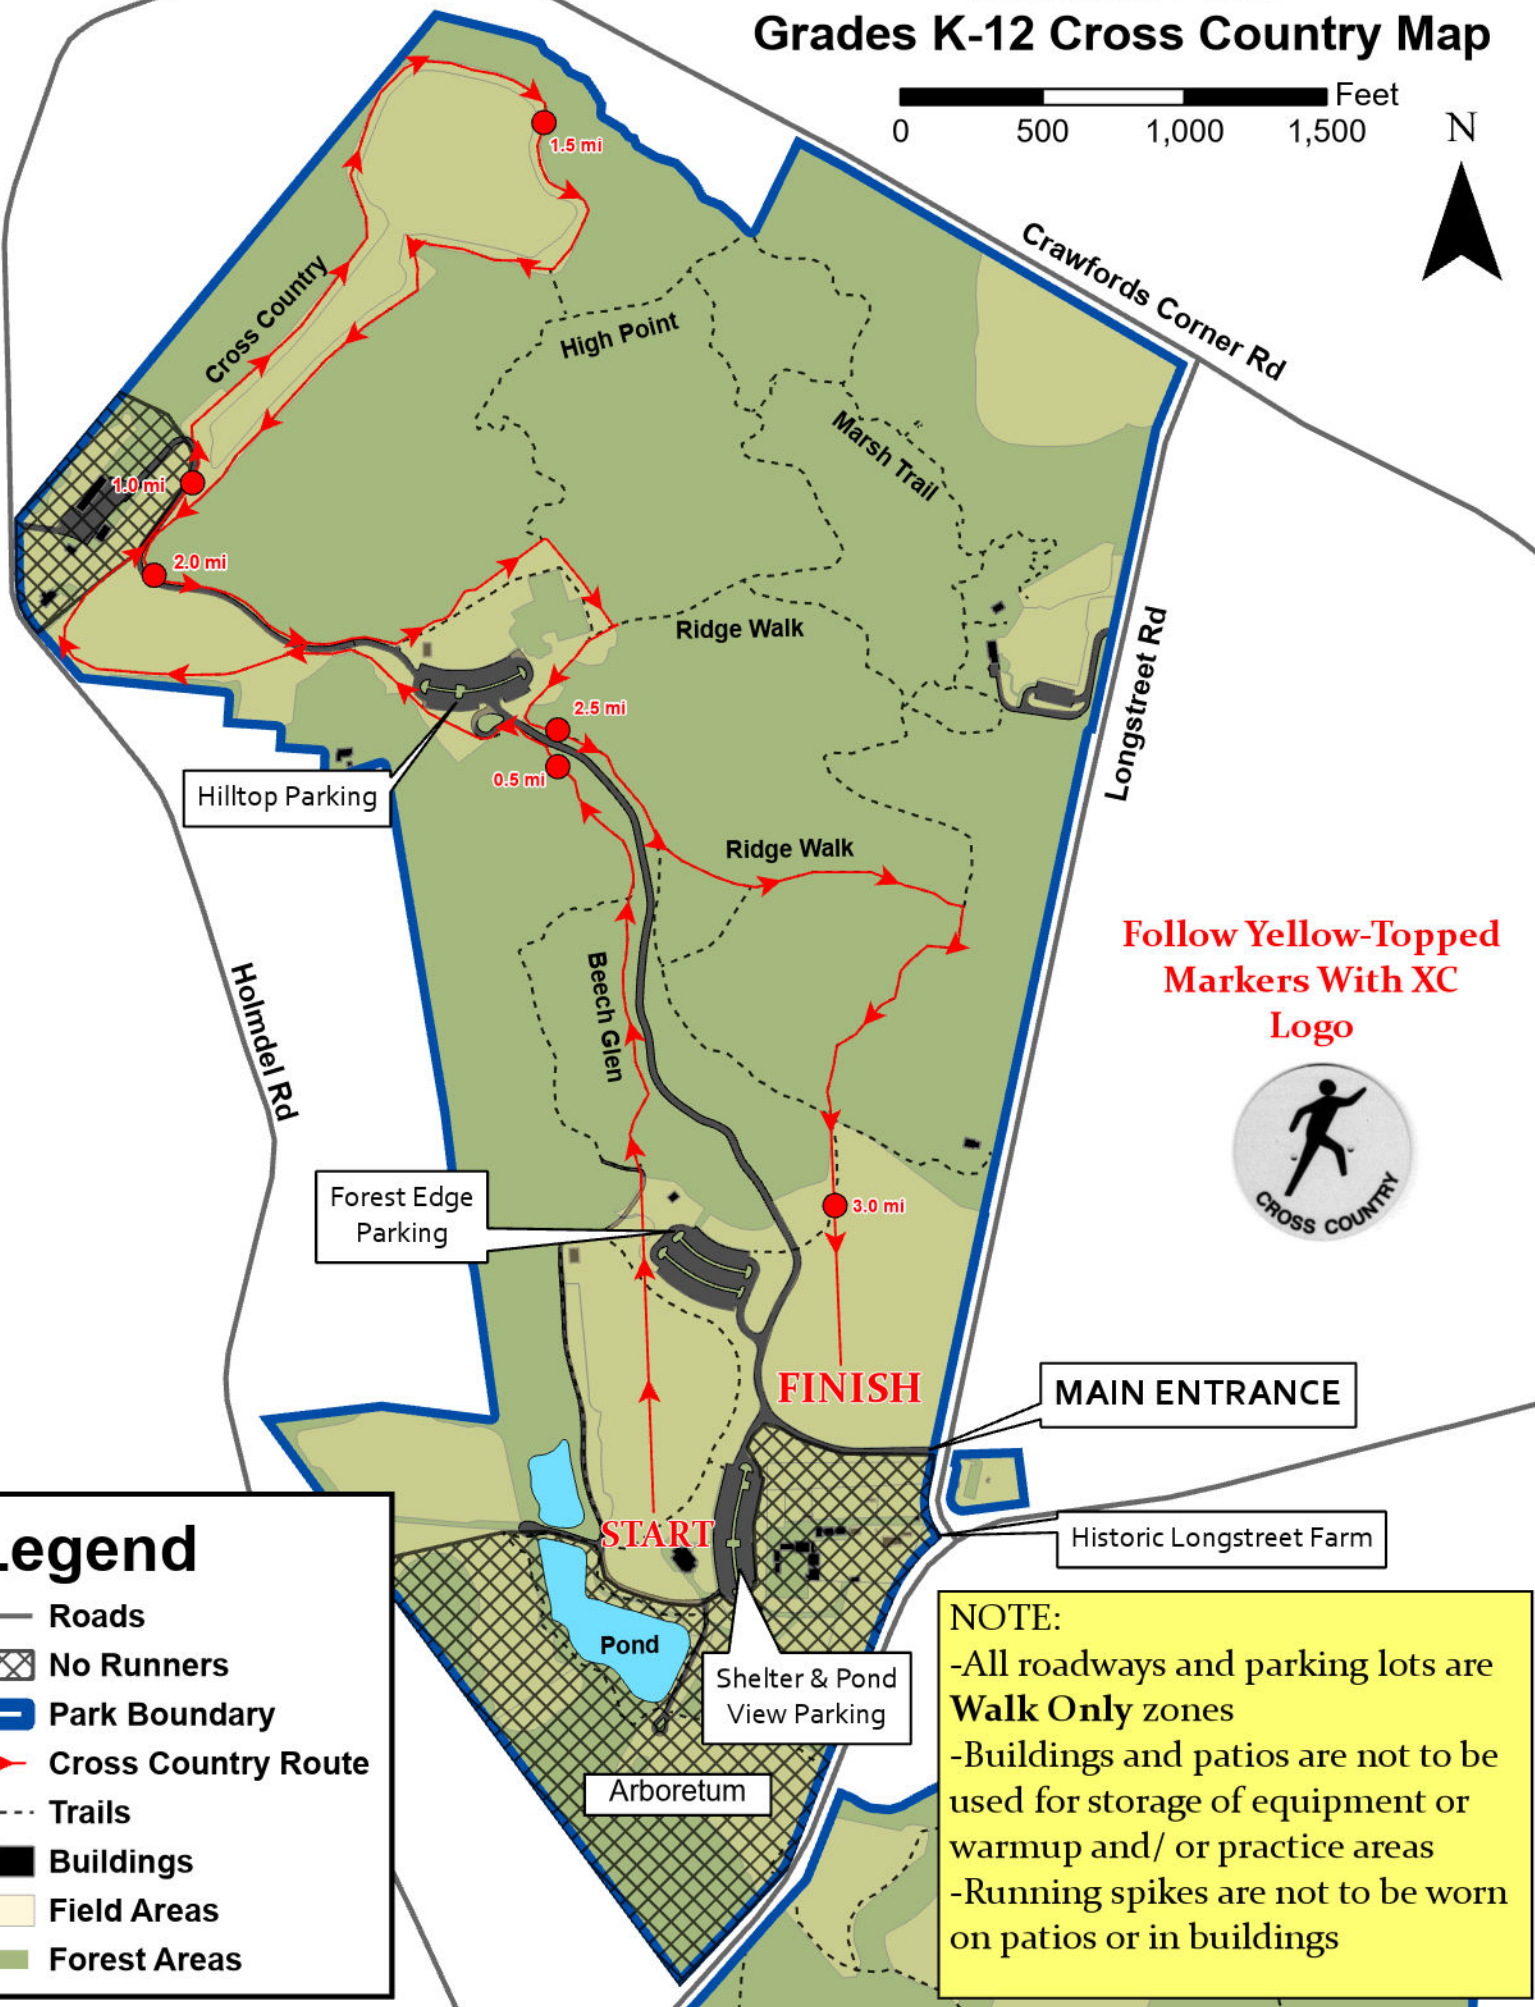 Grades K-12 Cross Country Map
Feet
0 500 1,000 1,500
N
1.5 mi
Crawfords Corner Rd
Cross Country
High Point
Marsh Trail
1.0 mi
2.0 mi
Ridge Walk
Longstreet Rd
2.5 mi
0.5 mi
Hilltop Parking
Ridge Walk
Follow Yellow-Topped
Markers With XC
Logo
Beech Glen
Holmdel Rd
CROSS COUNTRY
Forest Edge
Parking
3.0 mi
FINISH
MAIN ENTRANCE
START
Historic Longstreet Farm
Pond
Shelter & Pond
View Parking
Arboretum
Legend
Roads
No Runners
Park Boundary
Cross Country Route
Trails
Buildings
Field Areas
Forest Areas
NOTE:
-All roadways and parking lots are
Walk Only zones
-Buildings and patios are not to be
used for storage of equipment or
warmup and/ or practice areas
-Running spikes are not to be worn
on patios or in buildings